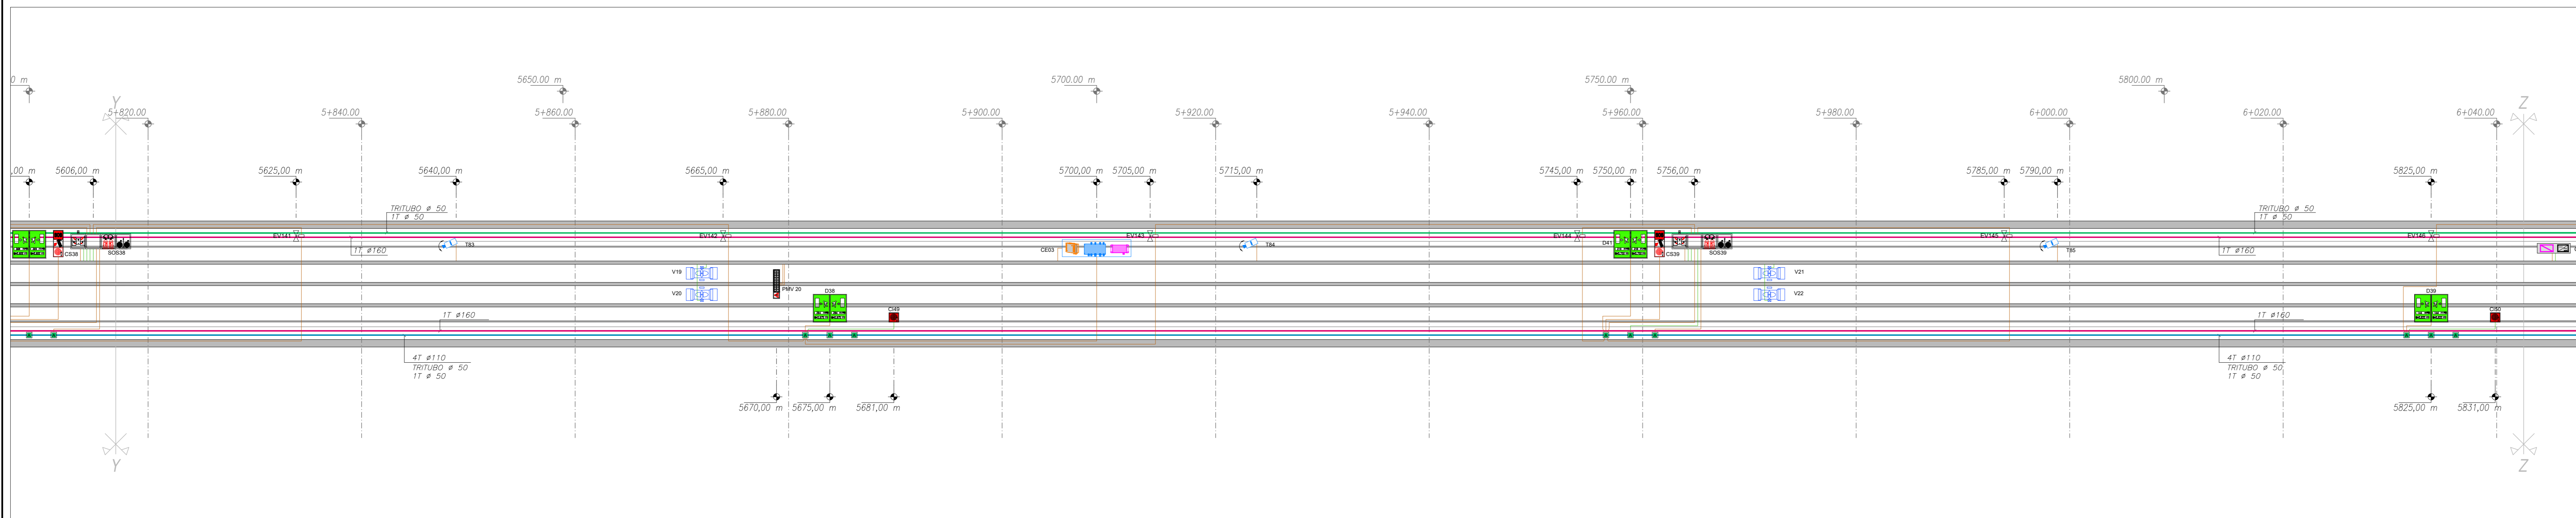 0 m
5650,00 m
5700,00 m
5750,00 m
5800,00 m
Y
Z
5+820.00
5+840.00
5+860.00
5+880.00
5+900.00
5+920.00
5+940.00
5+960.00
5+980.00
6+000.00
6+020.00
6+040.00
,00 m
5606,00 m
5625,00 m
5640,00 m
5665,00 m
5700,00 m
5705,00 m
5715,00 m
5745,00 m
5750,00 m
5756,00 m
5785,00 m
5790,00 m
5825,00 m
TRITUBO ø 50
1T ø 50
TRITUBO ø 50
1T ø 50
EV141
EV142
EV143
EV144
EV145
EV146
CS38
SOS38
1T ø160
T83
CE03
T84
D41
CS39
SOS39
T85
1T ø160
V19
V20
PMV 20
D38
CI49
V21
V22
D39
CI50
1T ø160
1T ø160
4T ø110
TRITUBO ø 50
1T ø 50
4T ø110
TRITUBO ø 50
1T ø 50
5670,00 m
5675,00 m
5681,00 m
5825,00 m
5831,00 m
Y
Z